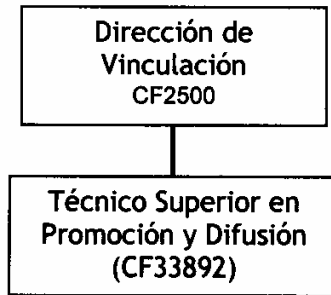 Dirección de
Vinculación
CF2500
Técnico Superior en
Promoción y Difusión
(CF33892)